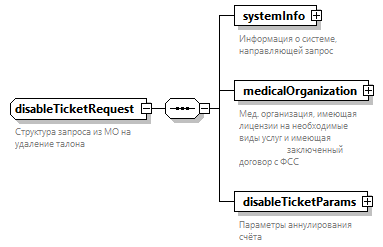 systemInfo
Информация о системе,
направляющей запрос
disableTicketRequest
Структура запроса из МО на
удаление талона
medicalOrganization
Мед. организация, имеющая
лицензии на необходимые
виды услуг и имеющая
заключенный
договор с ФСС
disableTicketParams
Параметры аннулирования
счёта